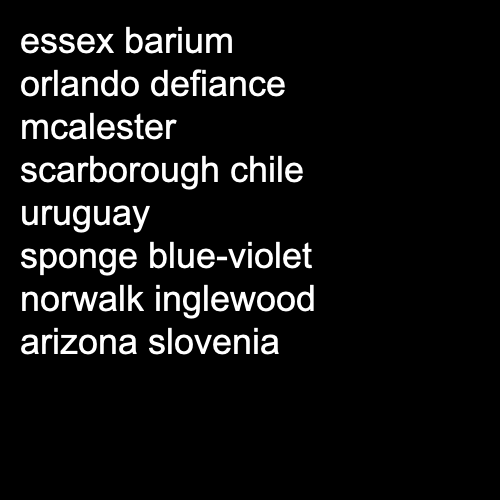 essex barium
orlando defiance
mcalester
scarborough chile
uruguay
sponge blue-violet
norwalk inglewood
arizona slovenia